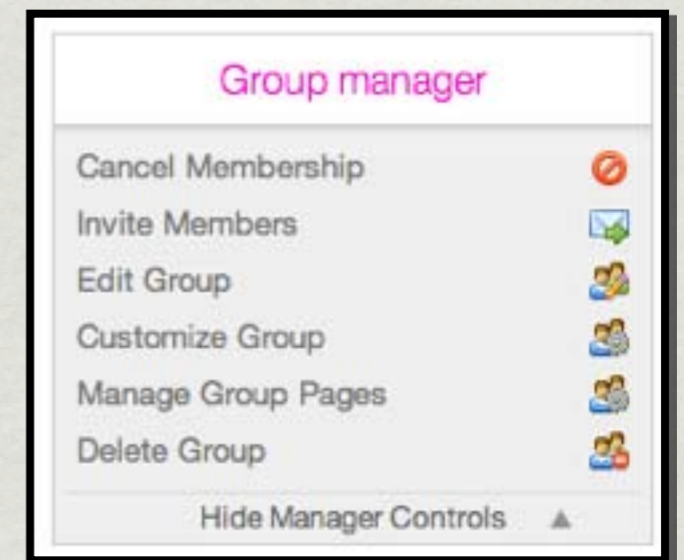 Group manager
Cancel Membership
Invite Members
Edit Group
Customize Group
Manage Group Pages
Delete Group
Hide Manager Controls ▲